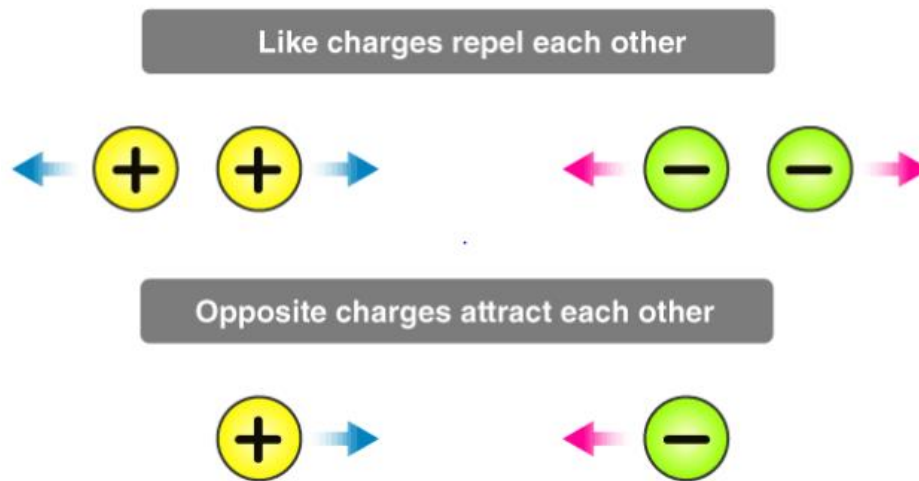 Like charges repel each other
+ + − −
Opposite charges attract each other
+ −